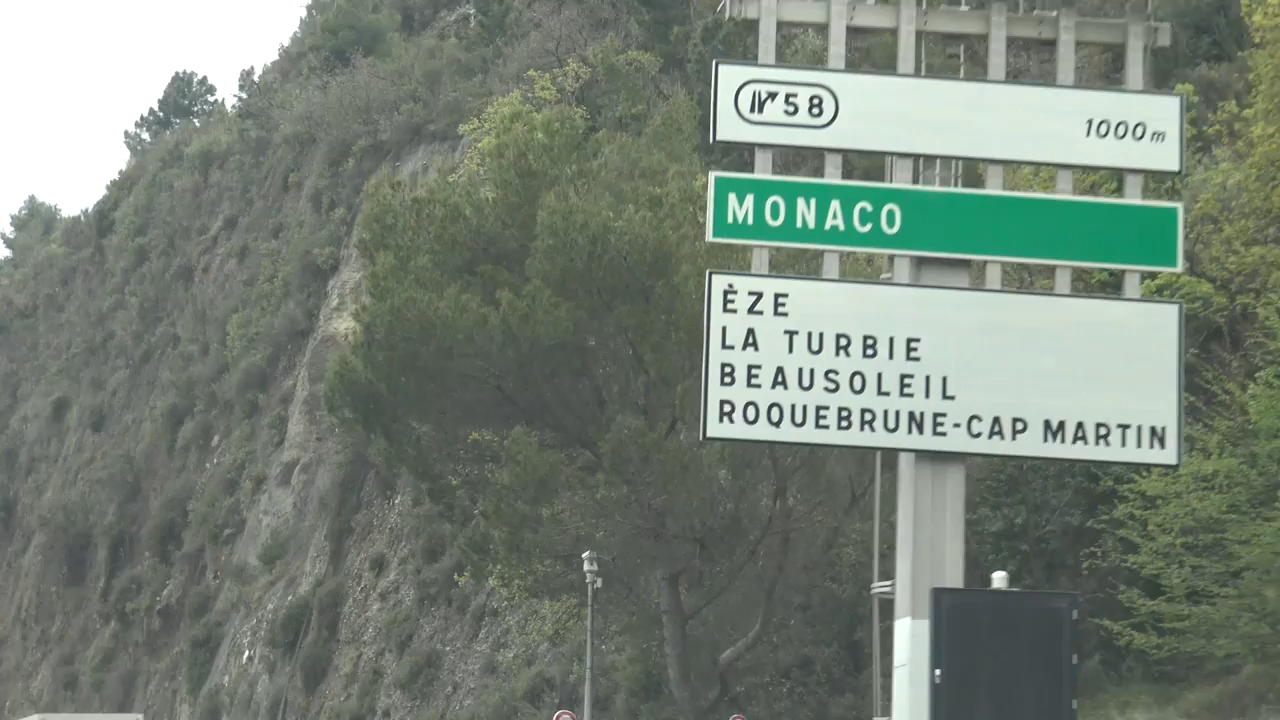 58
1000m
MONACO
ÈZE
LA TURBIE
BEAUSOLEIL
ROQUEBRUNE-CAP MARTIN